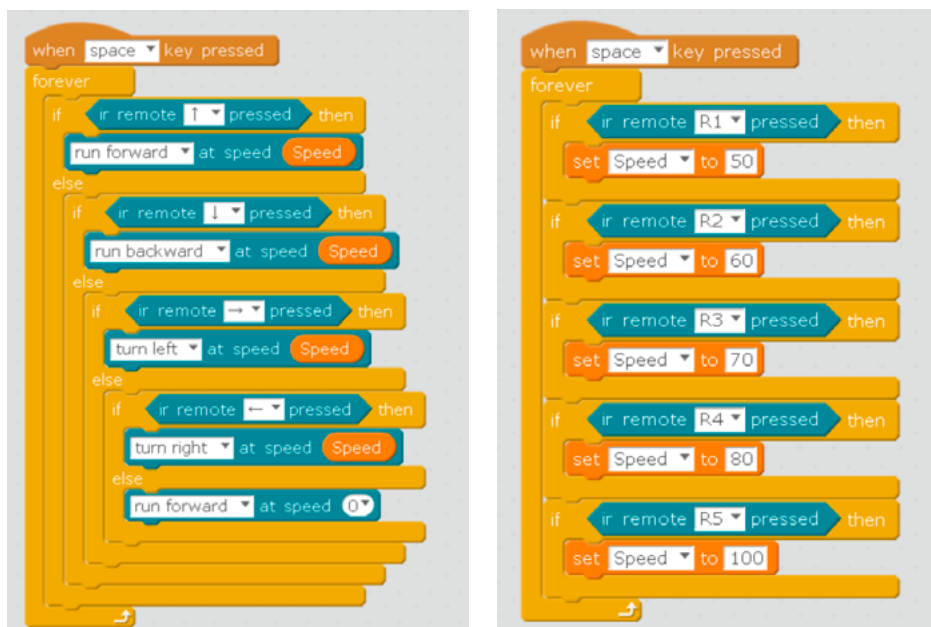 when space key pressed
forever
if ir remote ↑ pressed then
run forward at speed Speed
else
if ir remote ↓ pressed then
run backward at speed Speed
else
if ir remote → pressed then
turn left at speed Speed
else
if ir remote ← pressed then
turn right at speed Speed
else
run forward at speed 0
when space key pressed
forever
if ir remote R1 pressed then
set Speed to 50
if ir remote R2 pressed then
set Speed to 60
if ir remote R3 pressed then
set Speed to 70
if ir remote R4 pressed then
set Speed to 80
if ir remote R5 pressed then
set Speed to 100